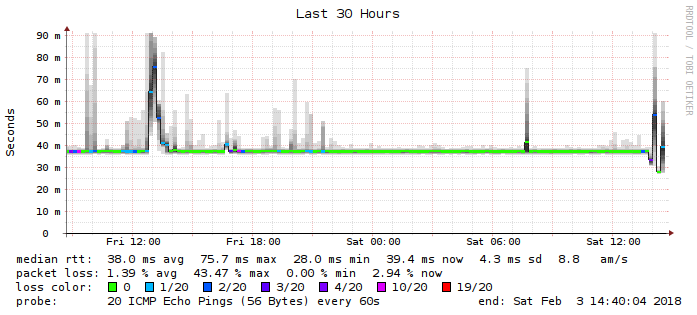 Last 30 Hours
RRDTOOL / TOBI OETIKER
Seconds
90 m
80 m
70 m
60 m
50 m
40 m
30 m
20 m
10 m
0
Fri 12:00 Fri 18:00 Sat 00:00 Sat 06:00 Sat 12:00
median rtt: 38.0 ms avg 75.7 ms max 28.0 ms min 39.4 ms now 4.3 ms sd 8.8 am/s
packet loss: 1.39 % avg 43.47 % max 0.00 % min 2.94 % now
loss color: 0 1/20 2/20 3/20 4/20 10/20 19/20
probe: 20 ICMP Echo Pings (56 Bytes) every 60s end: Sat Feb 3 14:40:04 2018